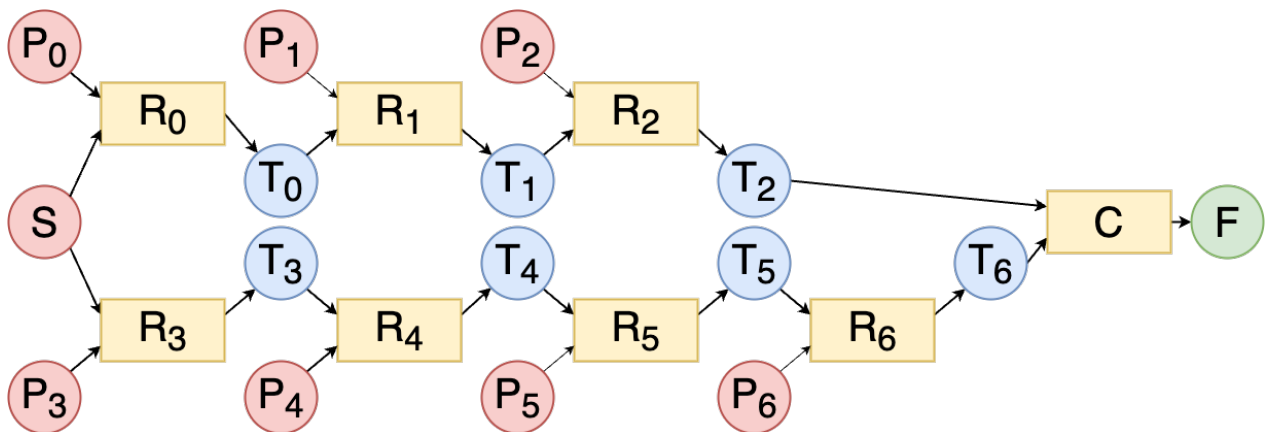 P₀ P₁ P₂
R₀ R₁ R₂
T₀ T₁ T₂
S C F
T₃ T₄ T₅ T₆
R₃ R₄ R₅ R₆
P₃ P₄ P₅ P₆